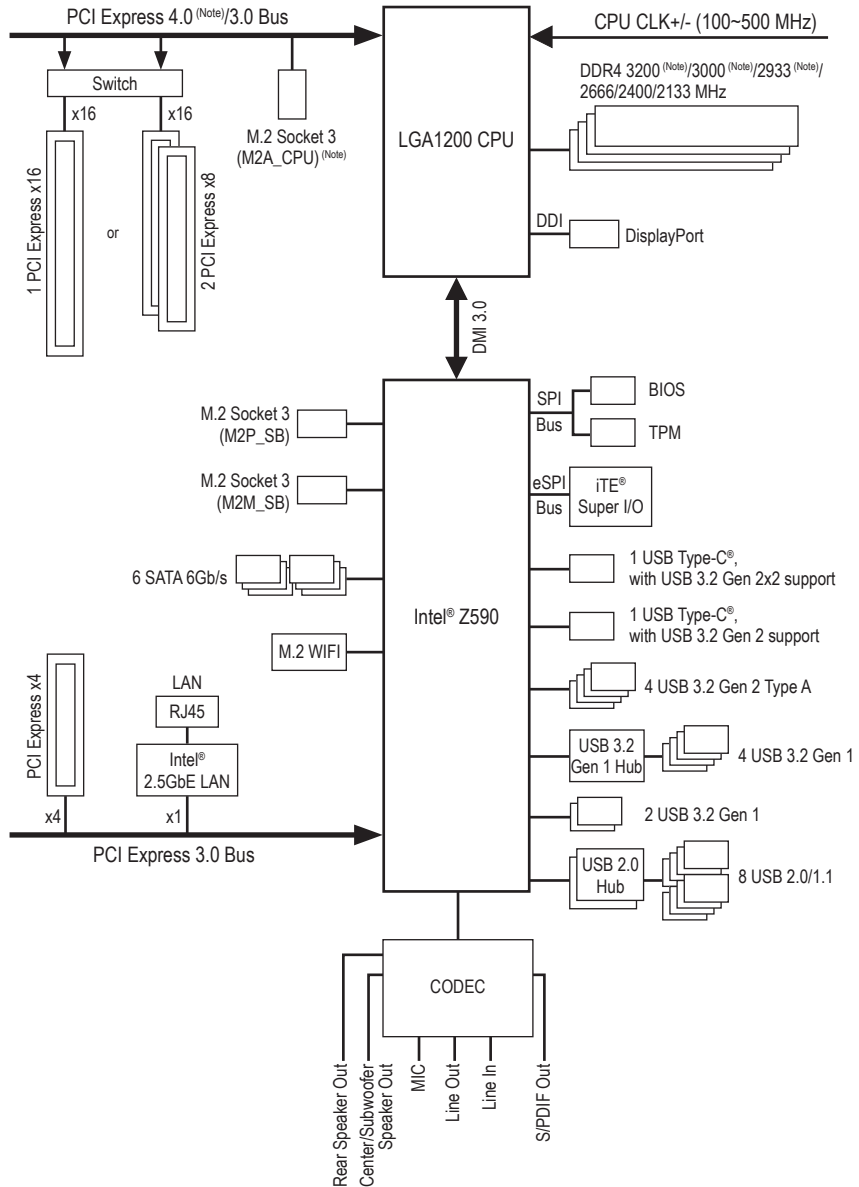 PCI Express 4.0 (Note)/3.0 Bus
CPU CLK+/- (100~500 MHz)
Switch
x16
x16
M.2 Socket 3
(M2A_CPU) (Note)
1 PCI Express x16
or
2 PCI Express x8
LGA1200 CPU
DDR4 3200 (Note)/3000 (Note)/2933 (Note)/
2666/2400/2133 MHz
DDI
DisplayPort
DMI 3.0
M.2 Socket 3
(M2P_SB)
M.2 Socket 3
(M2M_SB)
6 SATA 6Gb/s
M.2 WIFI
LAN
RJ45
Intel®
2.5GbE LAN
PCI Express x4
x4
x1
PCI Express 3.0 Bus
Intel® Z590
SPI
Bus
BIOS
TPM
eSPI
Bus
iTE®
Super I/O
1 USB Type-C®,
with USB 3.2 Gen 2x2 support
1 USB Type-C®,
with USB 3.2 Gen 2 support
4 USB 3.2 Gen 2 Type A
USB 3.2
Gen 1 Hub
4 USB 3.2 Gen 1
2 USB 3.2 Gen 1
USB 2.0
Hub
8 USB 2.0/1.1
CODEC
Rear Speaker Out
Center/Subwoofer
Speaker Out
MIC
Line Out
Line In
S/PDIF Out